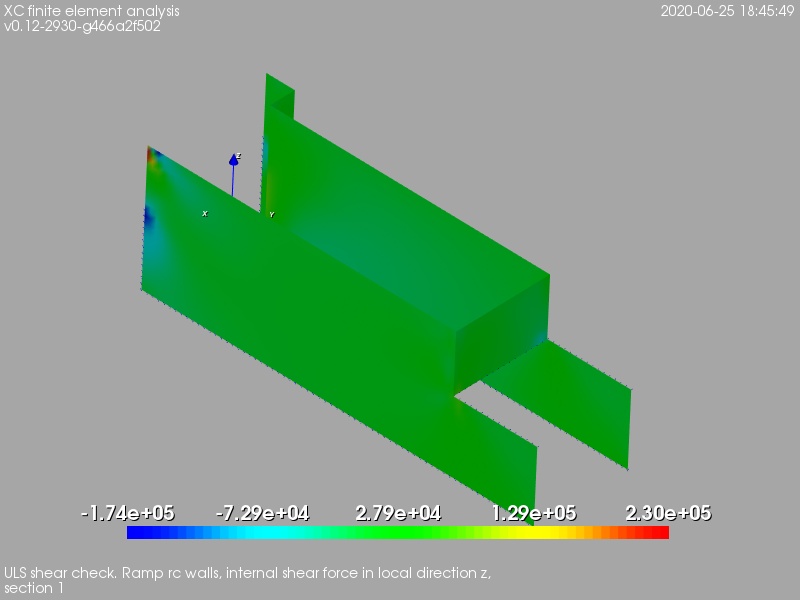 XC finite element analysis
v0.12-2930-g466a2f502
2020-06-25 18:45:49
Z
X
Y
-1.74e+05 -7.29e+04 2.79e+04 1.29e+05 2.30e+05
ULS shear check. Ramp rc walls, internal shear force in local direction z,
section 1